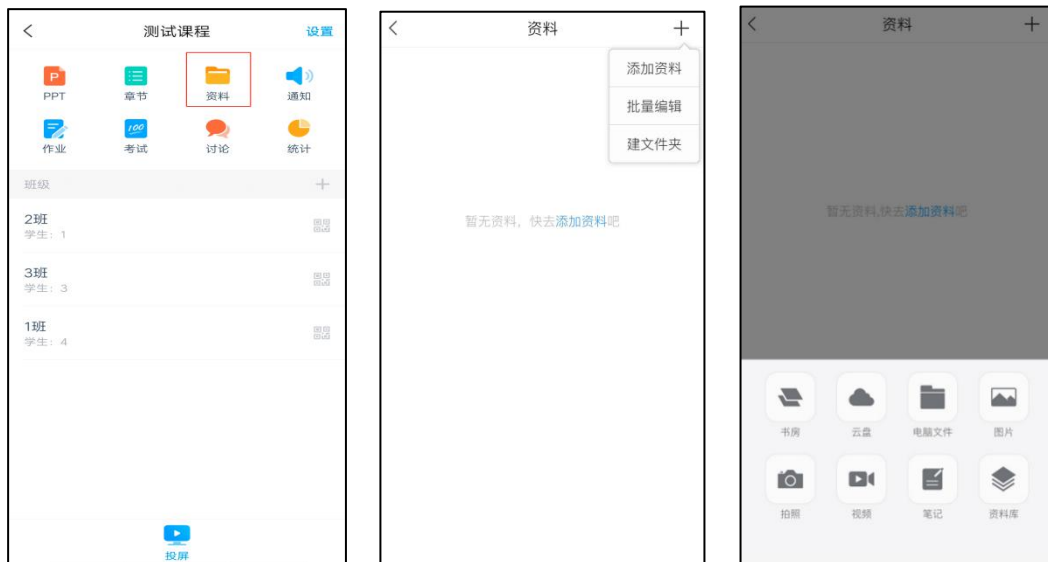 测试课程
设置
P
PPT
章节
资料
通知
100
作业
考试
讨论
统计
班级
2班
学生：1
3班
学生：3
1班
学生：4
投屏
资料
添加资料
批量编辑
建文件夹
暂无资料，快去添加资料吧
资料
暂无资料,快去添加资料吧
书房
云盘
电脑文件
图片
拍照
视频
笔记
资料库